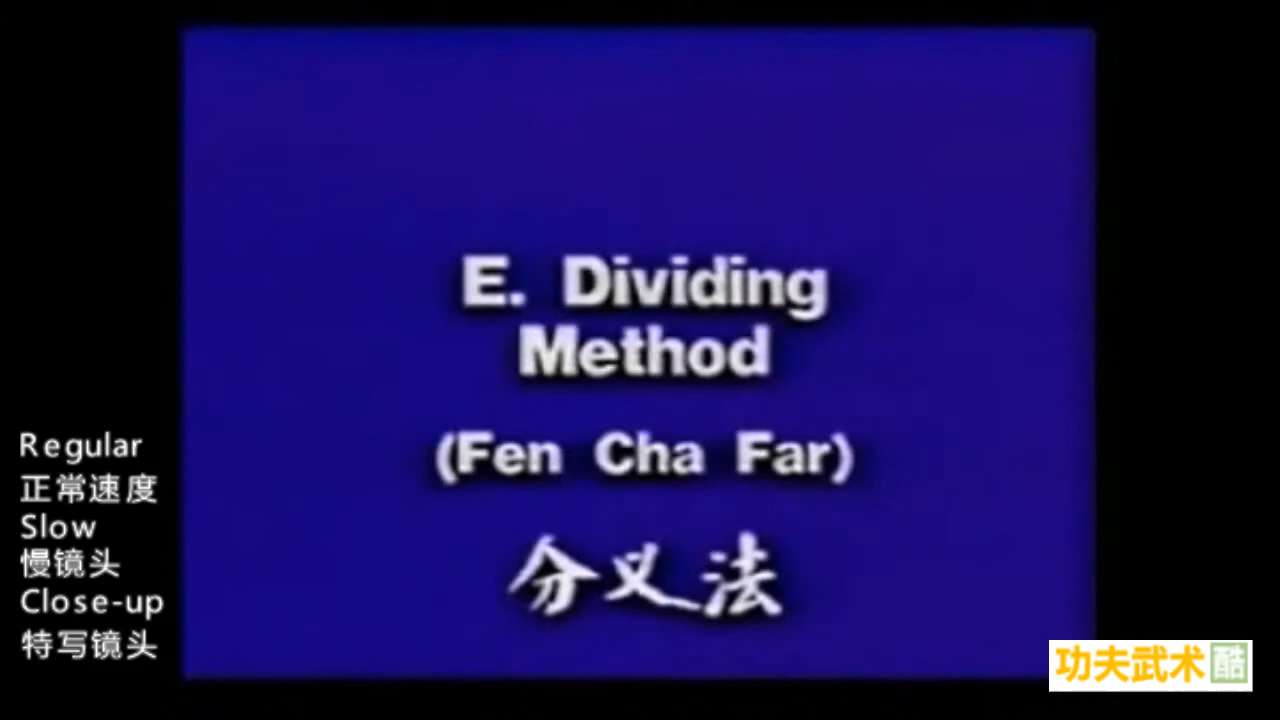 E. Dividing
Method
(Fen Cha Far)
分叉法
Regular
正常速度
Slow
慢镜头
Close-up
特写镜头
功夫武术酷